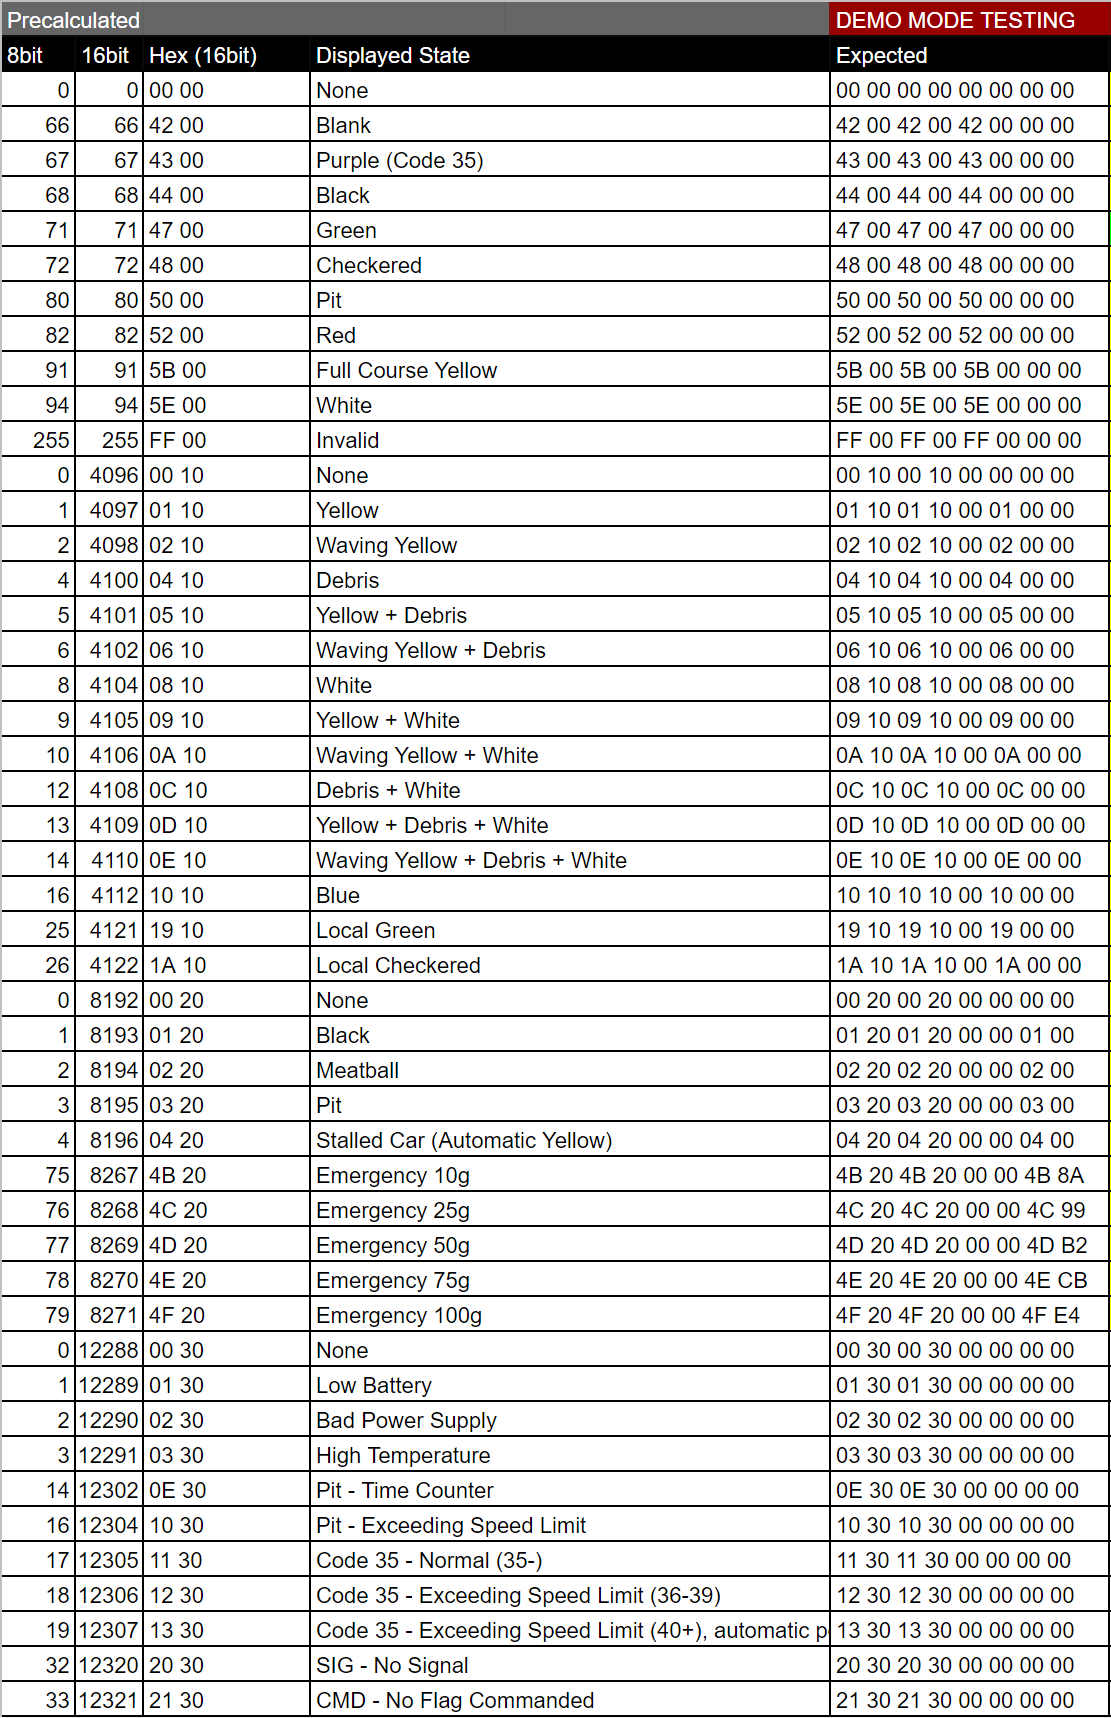 Precalculated DEMO MODE TESTING
8bit 16bit Hex (16bit) Displayed State Expected
0 0 00 00 None 00 00 00 00 00 00 00 00
66 66 42 00 Blank 42 00 42 00 42 00 00 00
67 67 43 00 Purple (Code 35) 43 00 43 00 43 00 00 00
68 68 44 00 Black 44 00 44 00 44 00 00 00
71 71 47 00 Green 47 00 47 00 47 00 00 00
72 72 48 00 Checkered 48 00 48 00 48 00 00 00
80 80 50 00 Pit 50 00 50 00 50 00 00 00
82 82 52 00 Red 52 00 52 00 52 00 00 00
91 91 5B 00 Full Course Yellow 5B 00 5B 00 5B 00 00 00
94 94 5E 00 White 5E 00 5E 00 5E 00 00 00
255 255 FF 00 Invalid FF 00 FF 00 FF 00 00 00
0 4096 00 10 None 00 10 00 10 00 00 00 00
1 4097 01 10 Yellow 01 10 01 10 00 01 00 00
2 4098 02 10 Waving Yellow 02 10 02 10 00 02 00 00
4 4100 04 10 Debris 04 10 04 10 00 04 00 00
5 4101 05 10 Yellow + Debris 05 10 05 10 00 05 00 00
6 4102 06 10 Waving Yellow + Debris 06 10 06 10 00 06 00 00
8 4104 08 10 White 08 10 08 10 00 08 00 00
9 4105 09 10 Yellow + White 09 10 09 10 00 09 00 00
10 4106 0A 10 Waving Yellow + White 0A 10 0A 10 00 0A 00 00
12 4108 0C 10 Debris + White 0C 10 0C 10 00 0C 00 00
13 4109 0D 10 Yellow + Debris + White 0D 10 0D 10 00 0D 00 00
14 4110 0E 10 Waving Yellow + Debris + White 0E 10 0E 10 00 0E 00 00
16 4112 10 10 Blue 10 10 10 10 00 10 00 00
25 4121 19 10 Local Green 19 10 19 10 00 19 00 00
26 4122 1A 10 Local Checkered 1A 10 1A 10 00 1A 00 00
0 8192 00 20 None 00 20 00 20 00 00 00 00
1 8193 01 20 Black 01 20 01 20 00 00 01 00
2 8194 02 20 Meatball 02 20 02 20 00 00 02 00
3 8195 03 20 Pit 03 20 03 20 00 00 03 00
4 8196 04 20 Stalled Car (Automatic Yellow) 04 20 04 20 00 00 04 00
75 8267 4B 20 Emergency 10g 4B 20 4B 20 00 00 4B 8A
76 8268 4C 20 Emergency 25g 4C 20 4C 20 00 00 4C 99
77 8269 4D 20 Emergency 50g 4D 20 4D 20 00 00 4D B2
78 8270 4E 20 Emergency 75g 4E 20 4E 20 00 00 4E CB
79 8271 4F 20 Emergency 100g 4F 20 4F 20 00 00 4F E4
0 12288 00 30 None 00 30 00 30 00 00 00 00
1 12289 01 30 Low Battery 01 30 01 30 00 00 00 00
2 12290 02 30 Bad Power Supply 02 30 02 30 00 00 00 00
3 12291 03 30 High Temperature 03 30 03 30 00 00 00 00
14 12302 0E 30 Pit - Time Counter 0E 30 0E 30 00 00 00 00
16 12304 10 30 Pit - Exceeding Speed Limit 10 30 10 30 00 00 00 00
17 12305 11 30 Code 35 - Normal (35-) 11 30 11 30 00 00 00 00
18 12306 12 30 Code 35 - Exceeding Speed Limit (36-39) 12 30 12 30 00 00 00 00
19 12307 13 30 Code 35 - Exceeding Speed Limit (40+), automatic 13 30 13 30 00 00 00 00
32 12320 20 30 SIG - No Signal 20 30 20 30 00 00 00 00
33 12321 21 30 CMD - No Flag Commanded 21 30 21 30 00 00 00 00